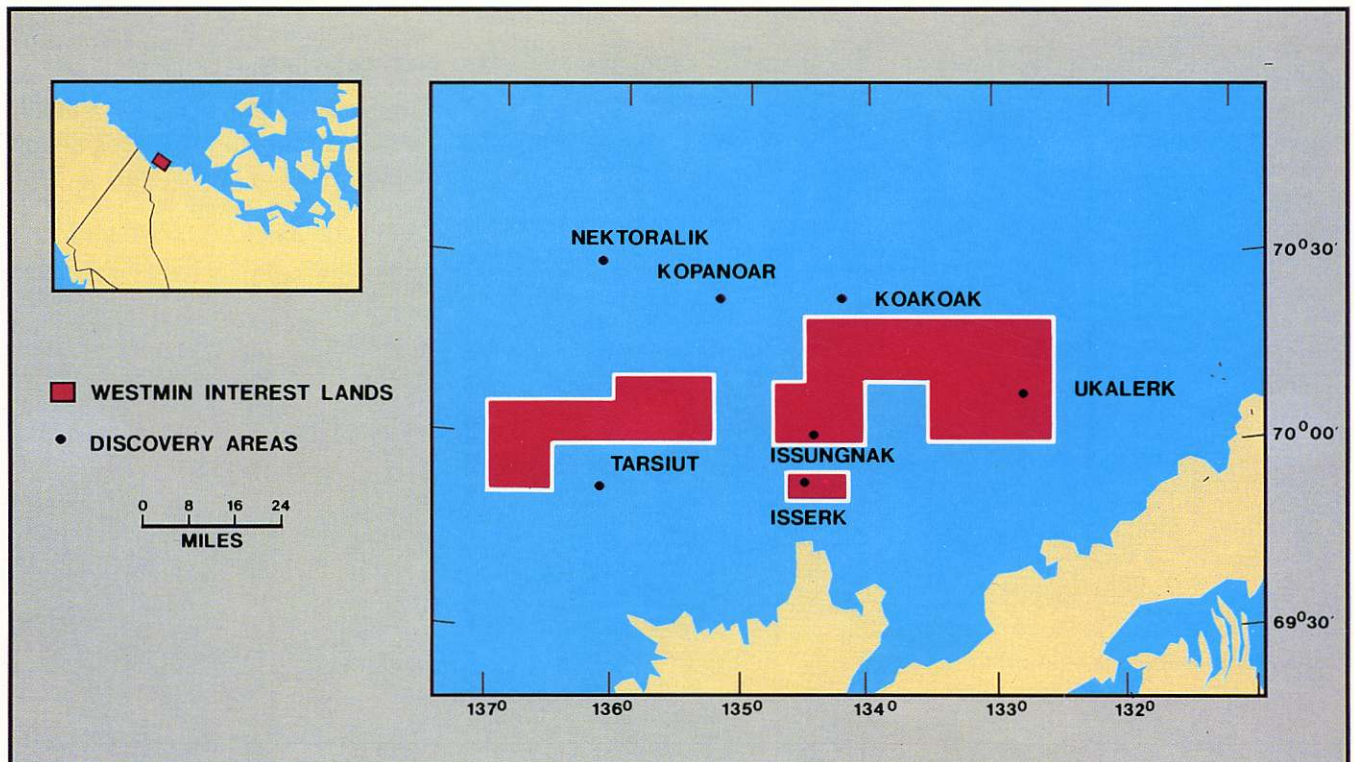 NEKTORALIK
KOPANOAR
KOAKOAK
70°30'
WESTMIN INTEREST LANDS
UKALERK
DISCOVERY AREAS
70°00'
ISSUNGNAK
TARSIUT
0 8 16 24
MILES
ISSERK
69°30'
137° 136° 135° 134° 133° 132°